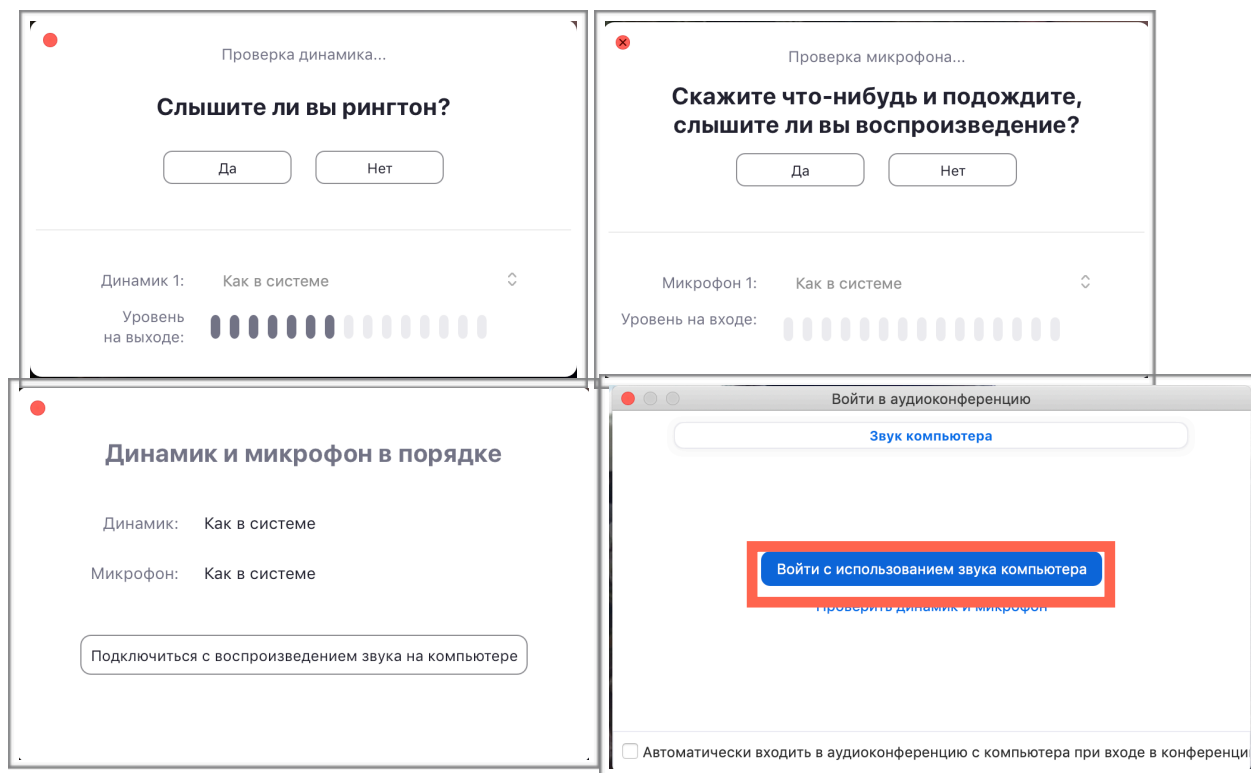 Проверка динамика...
Слышите ли вы рингтон?
Да
Нет
Динамик 1:
Как в системе
Уровень
на выходе:
Проверка микрофона...
Скажите что-нибудь и подождите,
слышите ли вы воспроизведение?
Да
Нет
Микрофон 1:
Как в системе
Уровень на входе:
Динамик и микрофон в порядке
Динамик:
Как в системе
Микрофон:
Как в системе
Подключиться с воспроизведением звука на компьютере
Войти в аудиоконференцию
Звук компьютера
Войти с использованием звука компьютера
Проверить динамик и микрофон
Автоматически входить в аудиоконференцию с компьютера при входе в конференци